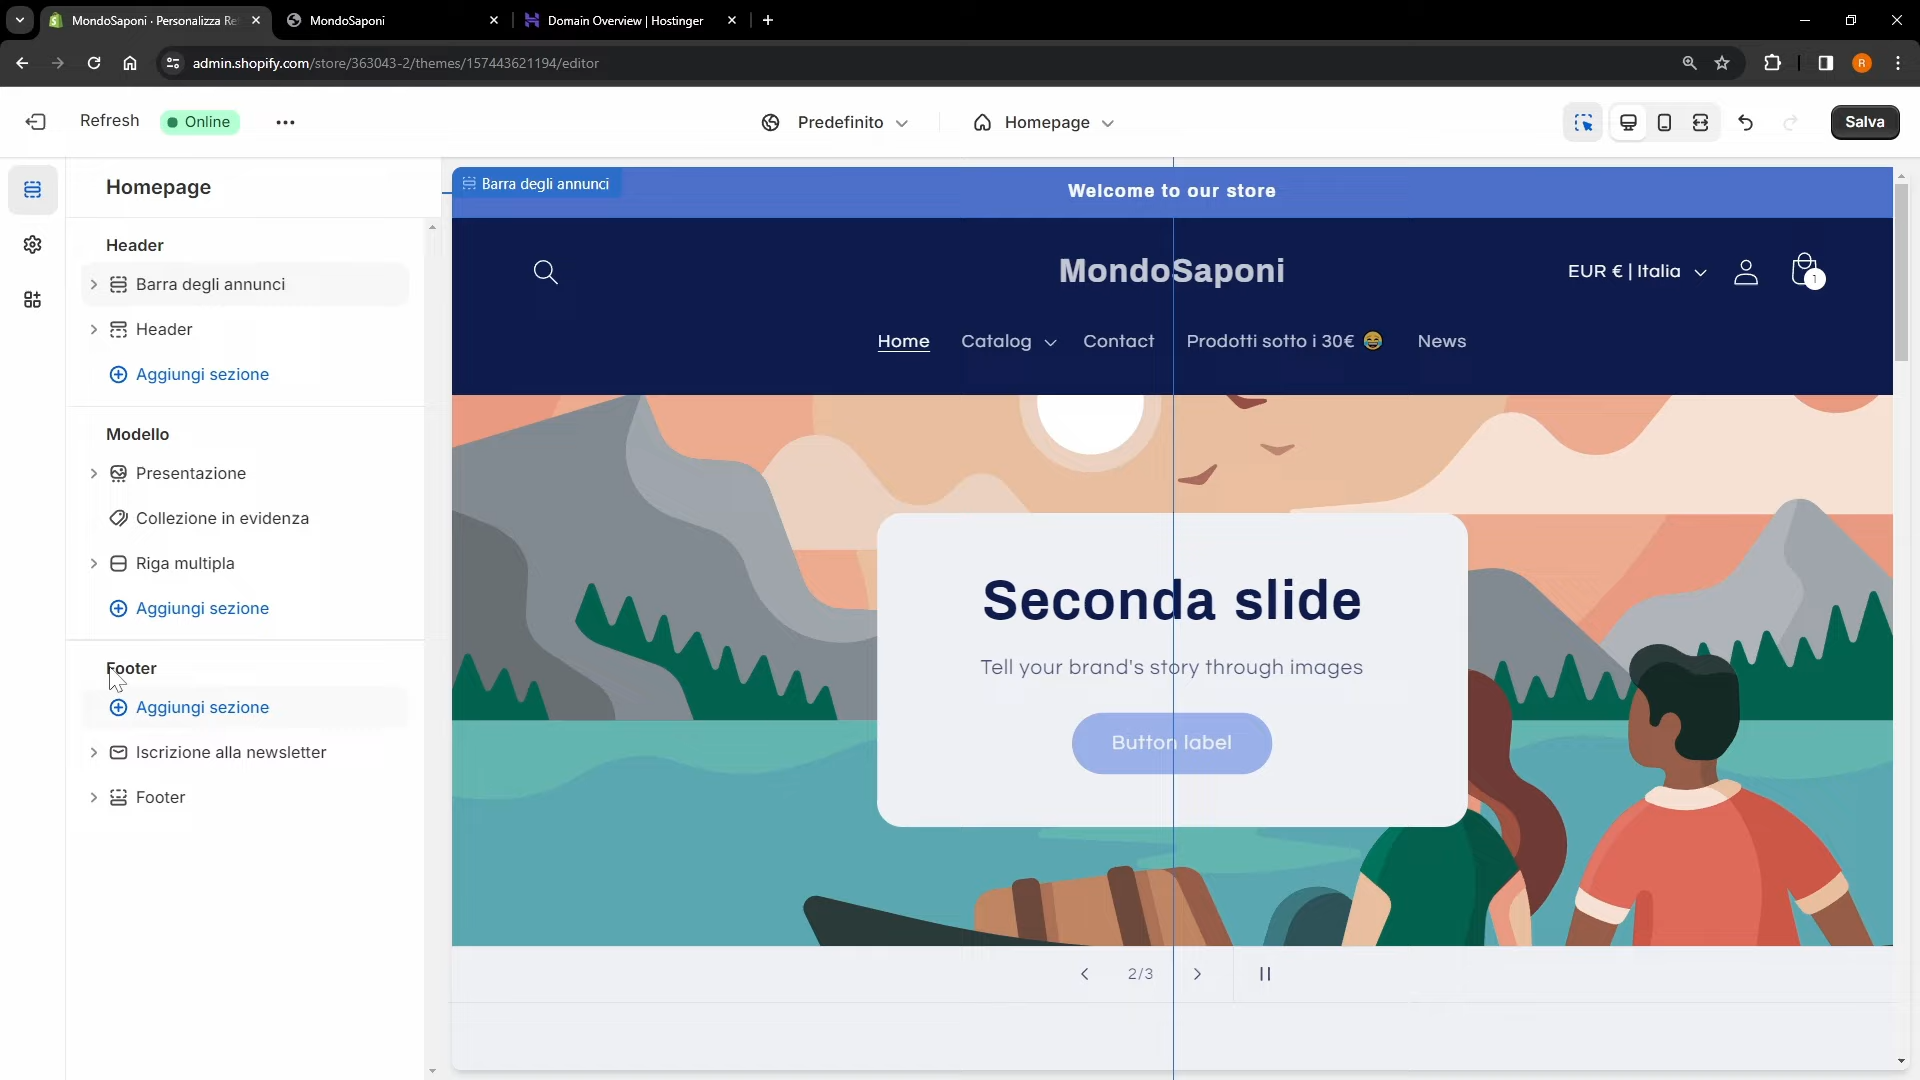 MondoSaponi · Personalizza Re
MondoSaponi
Domain Overview | Hostinger
admin.shopify.com/store/363043-2/themes/157443621194/editor
R
Refresh
Online
Predefinito
Homepage
Salva
Homepage
Header
Barra degli annunci
Header
Aggiungi sezione
Modello
Presentazione
Collezione in evidenza
Riga multipla
Aggiungi sezione
Footer
Aggiungi sezione
Iscrizione alla newsletter
Footer
Barra degli annunci
Welcome to our store
MondoSaponi
EUR € | Italia
1
Home
Catalog
Contact
Prodotti sotto i 30€ 😂
News
Seconda slide
Tell your brand's story through images
Button label
2/3